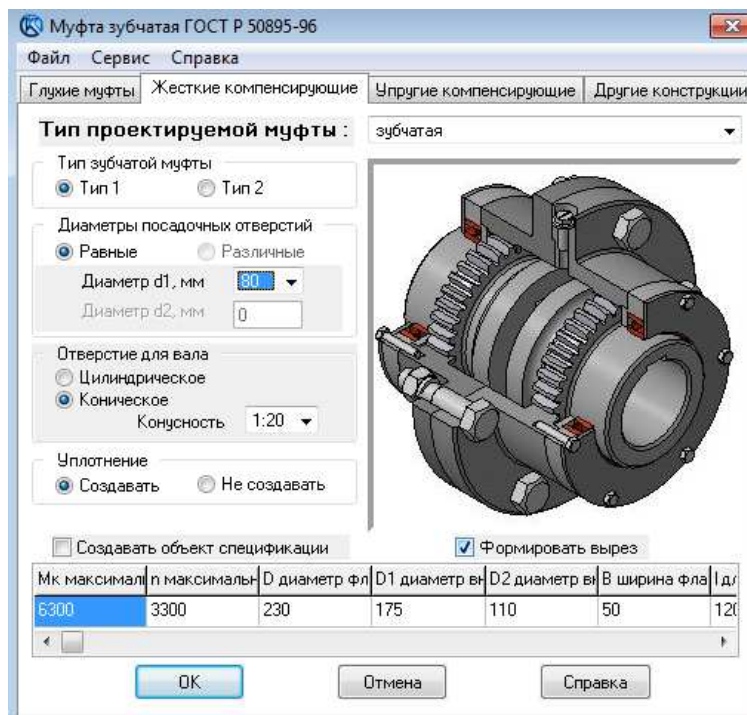 Муфта зубчатая ГОСТ Р 50895-96
Файл Сервис Справка
Глухие муфты Жесткие компенсирующие Упругие компенсирующие Другие конструкции
Тип проектируемой муфты : зубчатая
Тип зубчатой муфты
Тип 1 Тип 2
Диаметры посадочных отверстий
Равные Различные
Диаметр d1, мм 80
Диаметр d2, мм 0
Отверстие для вала
Цилиндрическое
Коническое
Конусность 1:20
Уплотнение
Создавать Не создавать
Создавать объект спецификации Формировать вырез
Мк максимал n максимальн D диаметр фл D1 диаметр вн D2 диаметр вн B ширина фла l дл
6300 3300 230 175 110 50 120
OK Отмена Справка